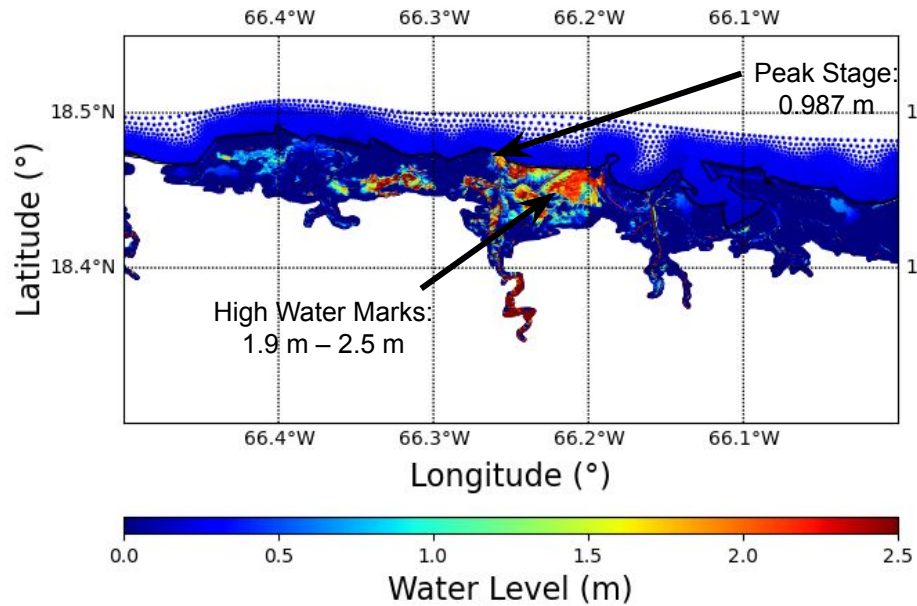 66.4°W 66.3°W 66.2°W 66.1°W
Peak Stage:
0.987 m
18.5°N
1
Latitude (°)
18.4°N
1
High Water Marks:
1.9 m – 2.5 m
66.4°W 66.3°W 66.2°W 66.1°W
Longitude (°)
0.0 0.5 1.0 1.5 2.0 2.5
Water Level (m)